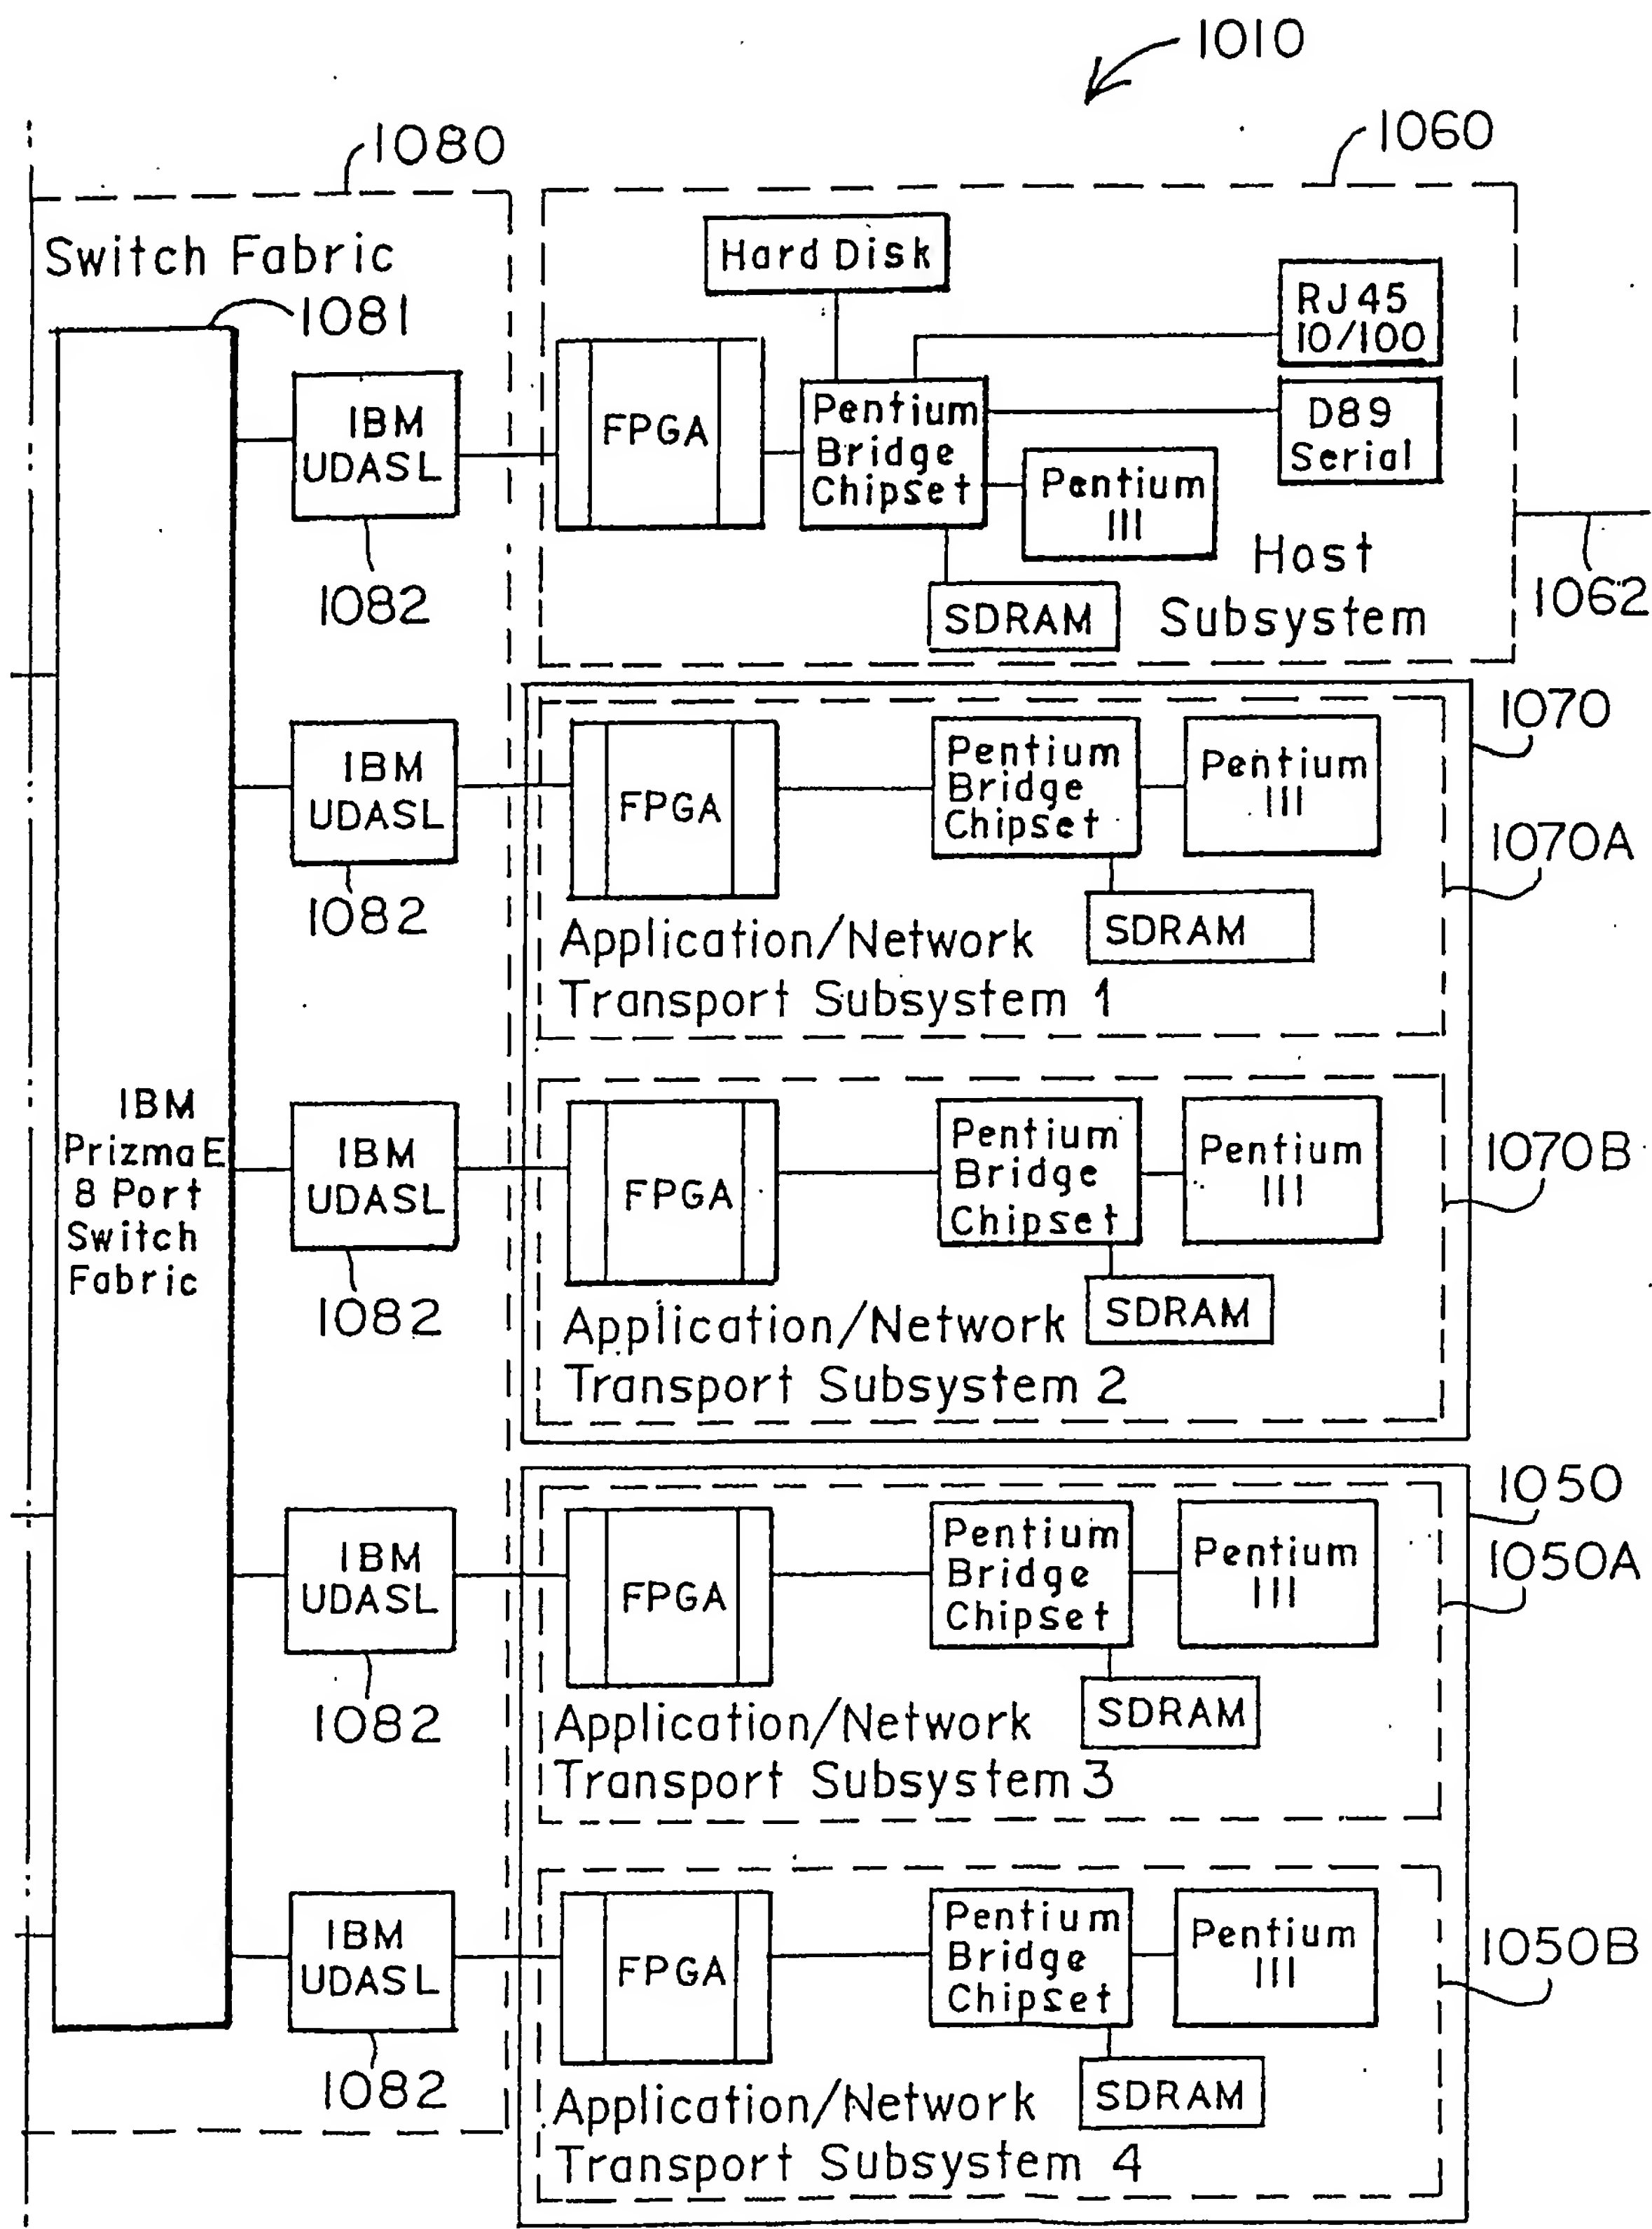 1010
1080
1060
Switch Fabric
1081
Hard Disk
RJ45
10/100
IBM
UDASL
FPGA
Pentium
Bridge
Chipset
D89
Serial
Pentium
III
1082
SDRAM
Host
Subsystem
1062
1070
IBM
UDASL
FPGA
Pentium
Bridge
Chipset
Pentium
III
1070A
1082
SDRAM
Application/Network
Transport Subsystem 1
IBM
PrizmaE
8 Port
Switch
Fabric
IBM
UDASL
FPGA
Pentium
Bridge
Chipset
Pentium
III
1070B
1082
SDRAM
Application/Network
Transport Subsystem 2
1050
IBM
UDASL
FPGA
Pentium
Bridge
Chipset
Pentium
III
1050A
1082
SDRAM
Application/Network
Transport Subsystem 3
IBM
UDASL
FPGA
Pentium
Bridge
Chipset
Pentium
III
1050B
1082
SDRAM
Application/Network
Transport Subsystem 4